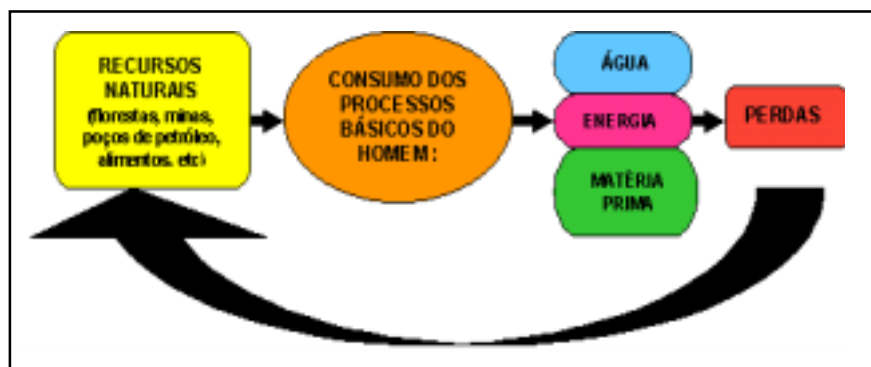 RECURSOS
NATURAIS
(florestas, minas,
poços de petróleo,
alimentos. etc)
CONSUMO DOS
PROCESSOS
BÁSICOS DO
HOMEM :
ÁGUA
ENERGIA
MATÉRIA
PRIMA
PERDAS